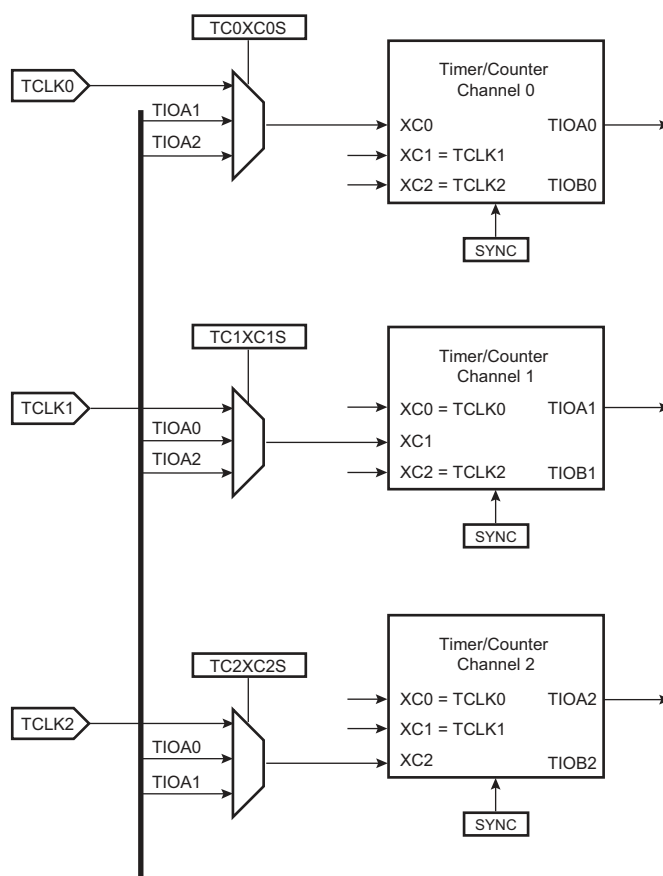 TC0XC0S
TCLK0
TIOA1
TIOA2
Timer/Counter
Channel 0
XC0
TIOA0
XC1 = TCLK1
XC2 = TCLK2
TIOB0
SYNC
TC1XC1S
TCLK1
TIOA0
TIOA2
Timer/Counter
Channel 1
XC0 = TCLK0
TIOA1
XC1
XC2 = TCLK2
TIOB1
SYNC
TC2XC2S
TCLK2
TIOA0
TIOA1
Timer/Counter
Channel 2
XC0 = TCLK0
TIOA2
XC1 = TCLK1
XC2
TIOB2
SYNC